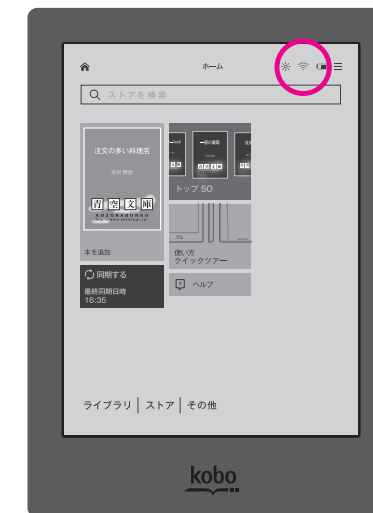 ホーム
ストアを検索
注文の多い料理店
宮沢 賢治
青空文庫
AOZORABUNKO
本を追加
トップ 50
使い方
クイックツアー
同期する
最終同期日時
16:35
ヘルプ
ライブラリ | ストア | その他
kobo